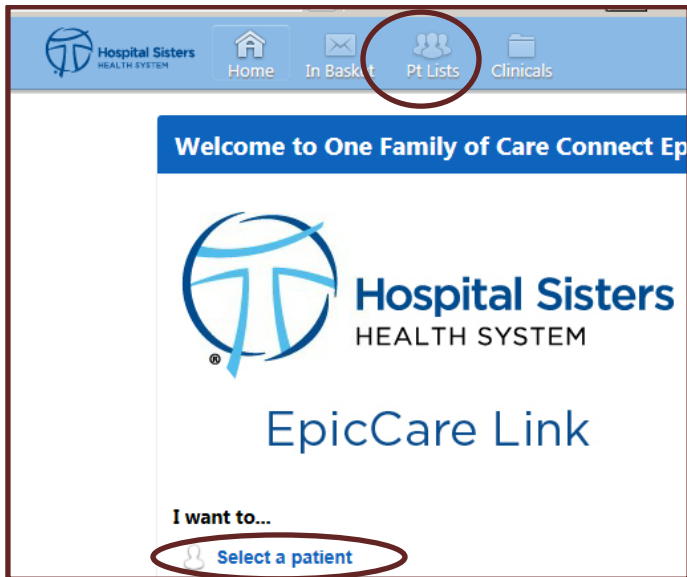 Hospital Sisters
HEALTH SYSTEM
Home In Basket Pt Lists Clinicals
Welcome to One Family of Care Connect Ep
Hospital Sisters
HEALTH SYSTEM
®
EpicCare Link
I want to...
Select a patient